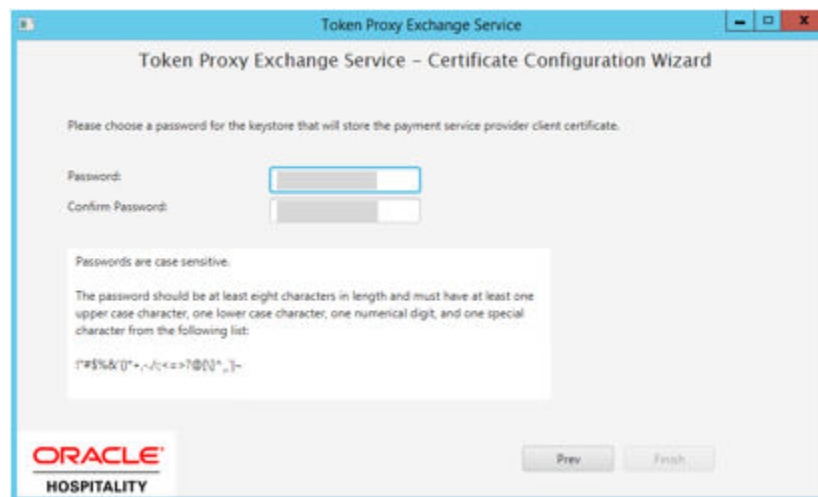 Token Proxy Exchange Service
Token Proxy Exchange Service – Certificate Configuration Wizard
Please choose a password for the keystore that will store the payment service provider client certificate.
Password:
Confirm Password:
Passwords are case sensitive.
The password should be at least eight characters in length and must have at least one
upper case character, one lower case character, one numerical digit, and one special
character from the following list:
Prev
Finish
ORACLE
HOSPITALITY